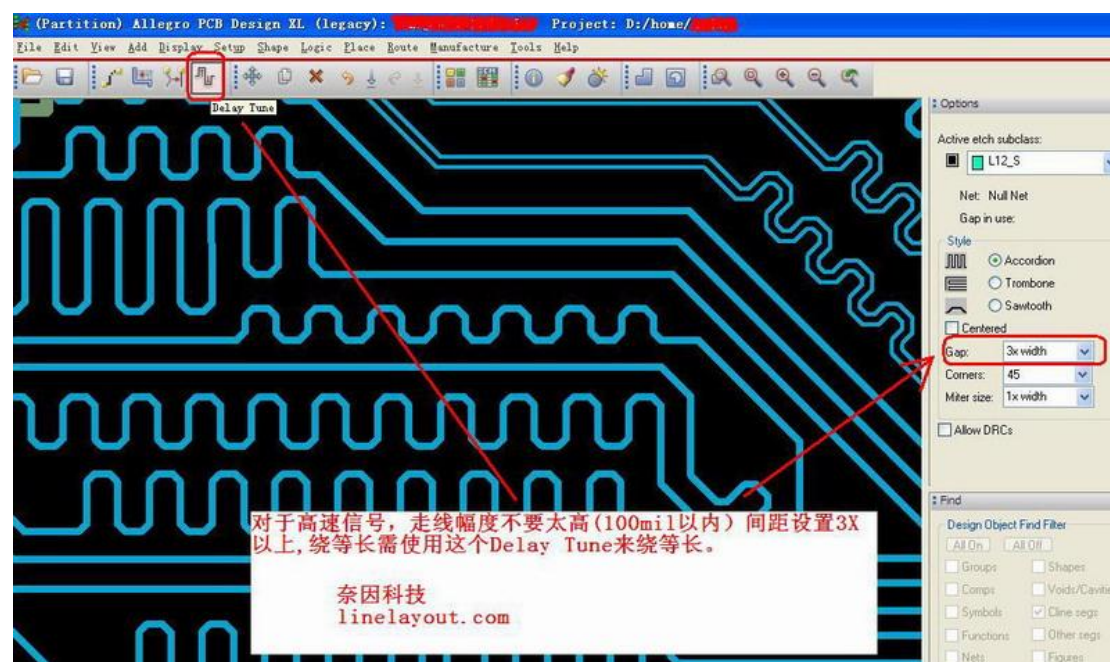 (Partition) Allegro PCB Design XL (legacy): Project: D:/home/
File Edit View Add Display Setup Shape Logic Place Route Manufacture Tools Help
Delay Tune
Options
Active etch subclass:
L12_S
Net: Null Net
Gap in use:
Style
Accordion
Trombone
Sawtooth
Centered
Gap: 3x width
Corners: 45
Miter size: 1x width
Allow DRCs
Find
Design Object Find Filter
All On All Off
Groups Shapes
Comps Voids/Cavitie
Symbols Cline segs
Functions Other segs
Nets Figures
对于高速信号，走线幅度不要太高(100mil以内) 间距设置3X
以上,绕等长需使用这个Delay Tune来绕等长。
奈因科技
linelayout.com